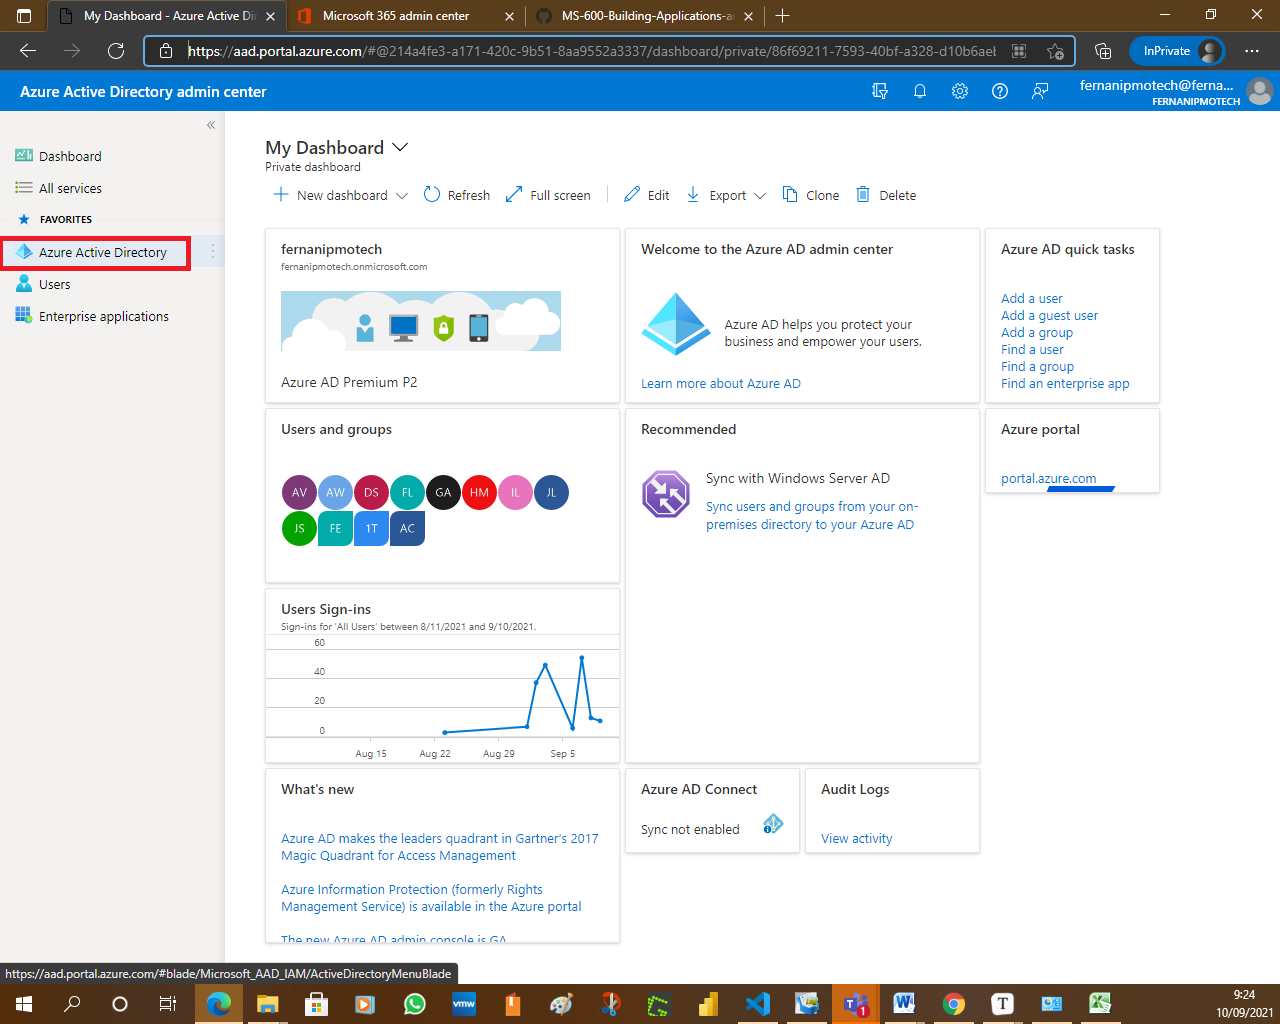 My Dashboard - Azure Active Dir
Microsoft 365 admin center
MS-600-Building-Applications-a
https://aad.portal.azure.com/#@214a4fe3-a171-420c-9b51-8aa9552a3337/dashboard/private/86f69211-7593-40bf-a328-d10b6aeb
InPrivate
Azure Active Directory admin center
fernanipmotech@ferna...
FERNANIPMOTECH
Dashboard
All services
FAVORITES
Azure Active Directory
Users
Enterprise applications
My Dashboard
Private dashboard
New dashboard
Refresh
Full screen
Edit
Export
Clone
Delete
fernanipmotech
fernanipmotech.onmicrosoft.com
Azure AD Premium P2
Welcome to the Azure AD admin center
Azure AD helps you protect your
business and empower your users.
Learn more about Azure AD
Azure AD quick tasks
Add a user
Add a guest user
Add a group
Find a user
Find a group
Find an enterprise app
Users and groups
AV AW DS FL GA HM IL JL
JS FE 1T AC
Recommended
Sync with Windows Server AD
Sync users and groups from your on-
premises directory to your Azure AD
Azure portal
portal.azure.com
Users Sign-ins
Sign-ins for 'All Users' between 8/11/2021 and 9/10/2021.
60
40
20
0
Aug 15 Aug 22 Aug 29 Sep 5
What's new
Azure AD makes the leaders quadrant in Gartner's 2017
Magic Quadrant for Access Management
Azure Information Protection (formerly Rights
Management Service) is available in the Azure portal
The new Azure AD admin console is GA
Azure AD Connect
Sync not enabled
Audit Logs
View activity
https://aad.portal.azure.com/#blade/Microsoft_AAD_IAM/ActiveDirectoryMenuBlade
vmw
1
T
9:24
10/09/2021